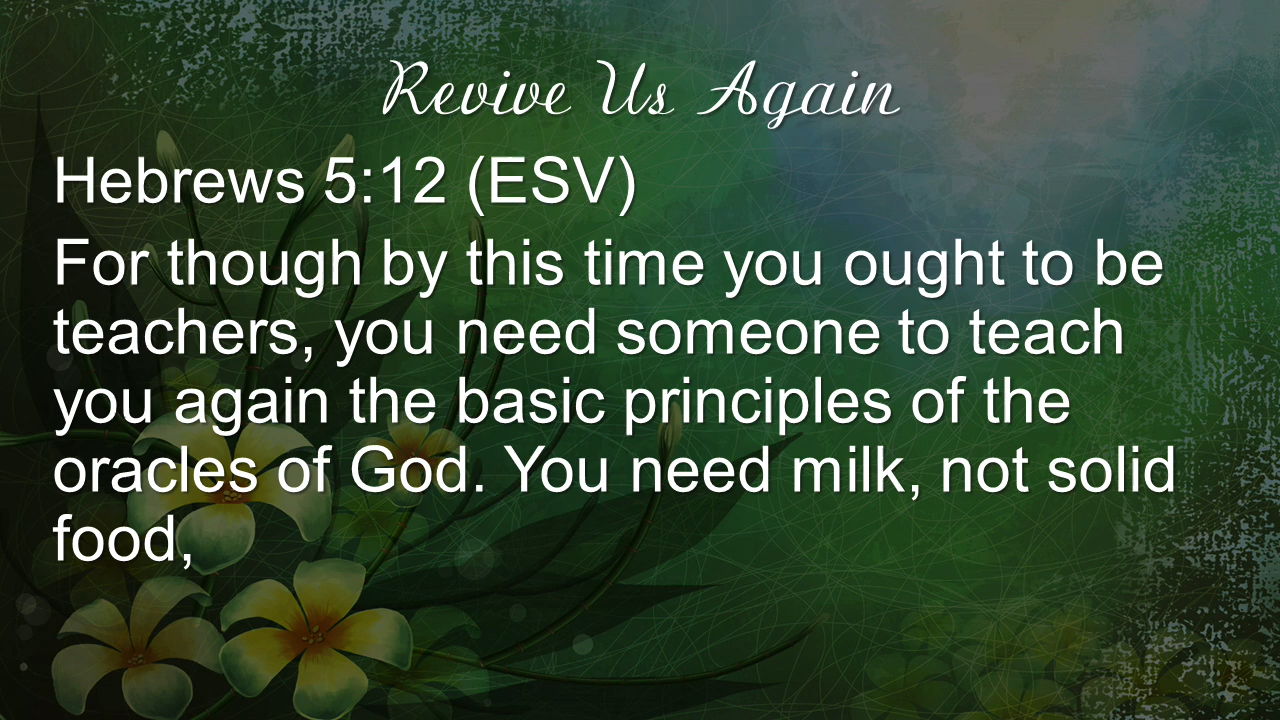 Revive Us Again
Hebrews 5:12 (ESV)
For though by this time you ought to be
teachers, you need someone to teach
you again the basic principles of the
oracles of God. You need milk, not solid
food,